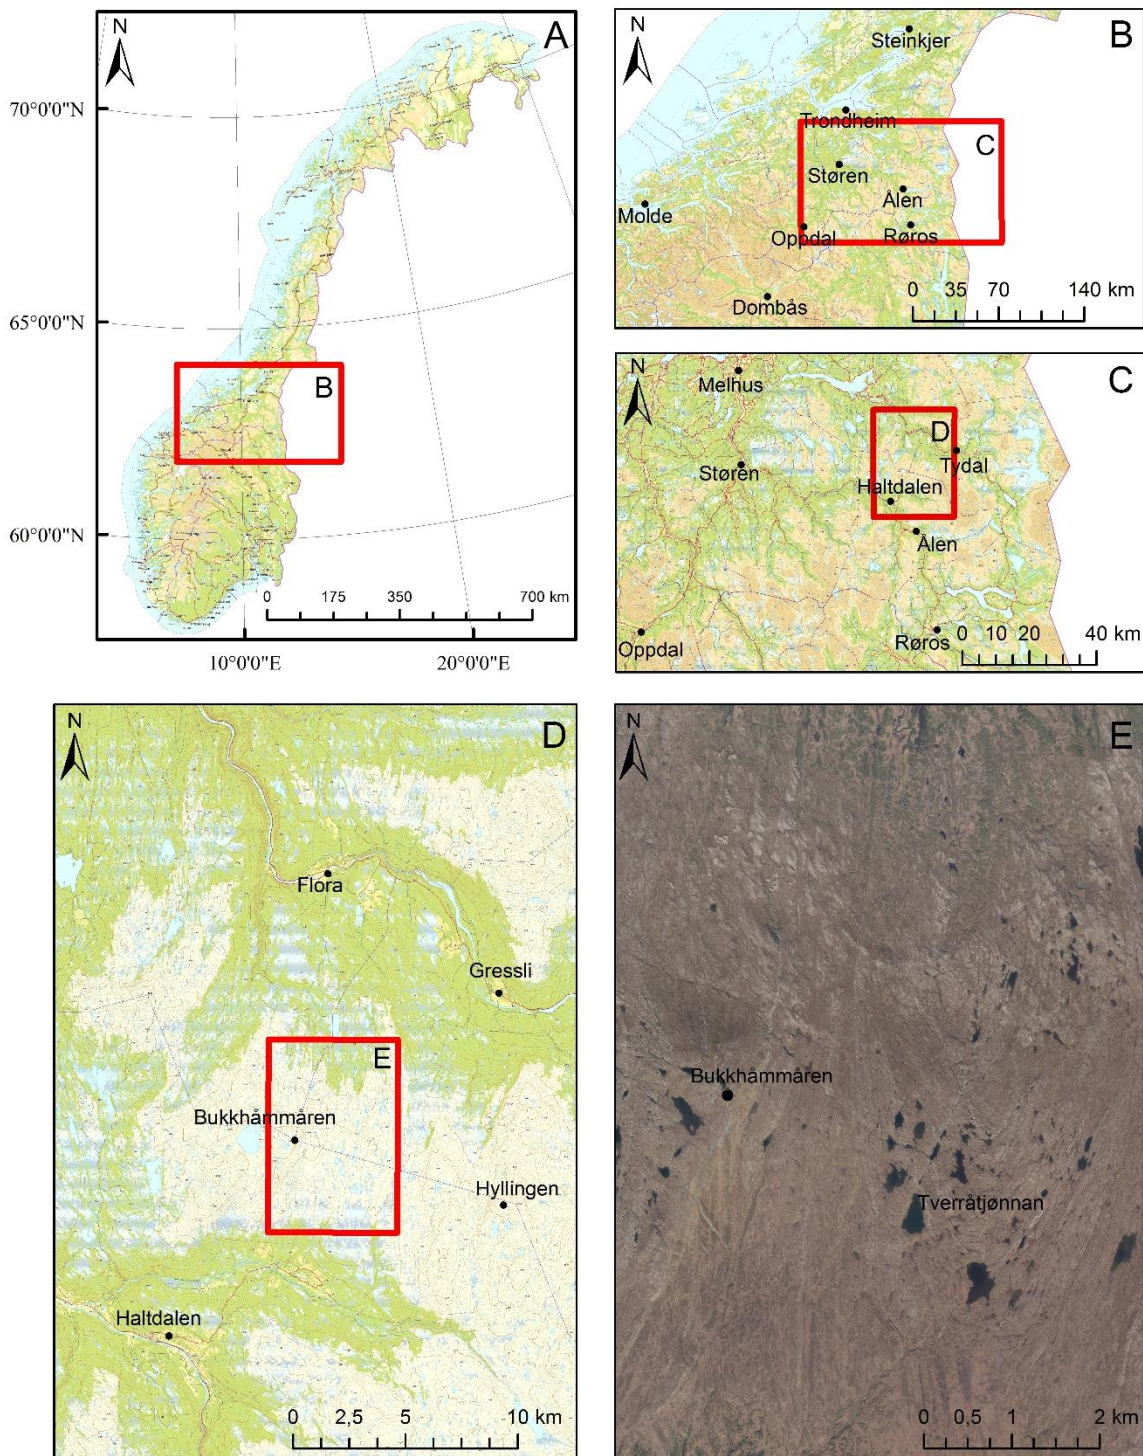 A
N
70°0'0"N
65°0'0"N
60°0'0"N
B
0 175 350 700 km
10°0'0"E 20°0'0"E
B
N
Steinkjer
Trondheim
C
Støren
Ålen
Molde
Oppdal
Røros
Dombås
0 35 70 140 km
C
N
Melhus
D
Støren
Tydal
Haltdalen
Ålen
Oppdal
Røros
0 10 20 40 km
D
N
Flora
Gressli
E
Bukkhåmmåren
Hyllingen
Haltdalen
0 2,5 5 10 km
E
N
Bukkhåmmåren
Tverråtjønnan
0 0,5 1 2 km